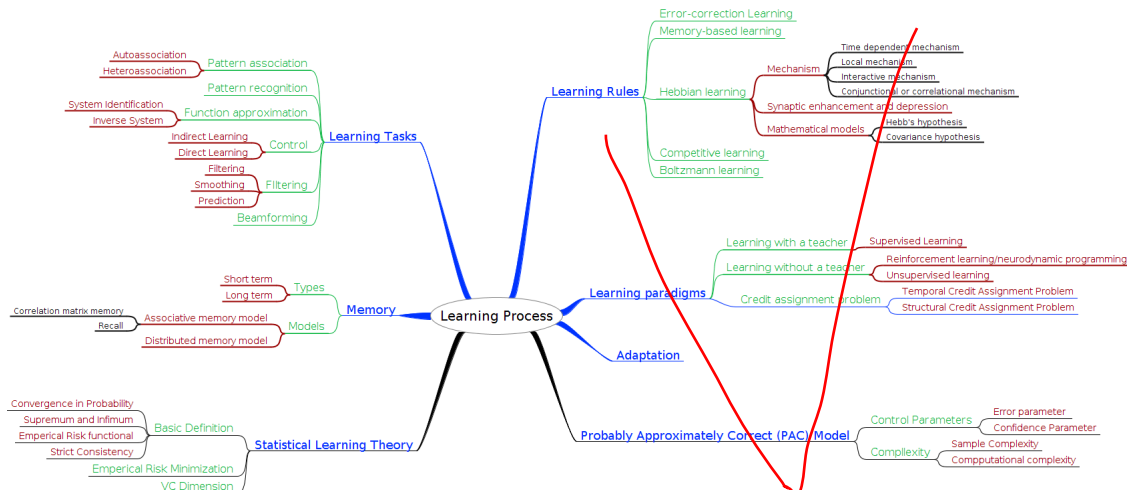 Learning Process
Learning Rules
Error-correction Learning
Memory-based learning
Hebbian learning
Mechanism
Time dependent mechanism
Local mechanism
Interactive mechanism
Conjunctional or correlational mechanism
Synaptic enhancement and depression
Mathematical models
Hebb's hypothesis
Covariance hypothesis
Competitive learning
Boltzmann learning
Learning paradigms
Learning with a teacher
Supervised Learning
Learning without a teacher
Reinforcement learning/neurodynamic programming
Unsupervised learning
Credit assignment problem
Temporal Credit Assignment Problem
Structural Credit Assignment Problem
Adaptation
Probably Approximately Correct (PAC) Model
Control Parameters
Error parameter
Confidence Parameter
Compllexity
Sample Complexity
Compputational complexity
Learning Tasks
Pattern association
Autoassociation
Heteroassociation
Pattern recognition
Function approximation
System Identification
Inverse System
Control
Indirect Learning
Direct Learning
FIltering
Filtering
Smoothing
Prediction
Beamforming
Memory
Types
Short term
Long term
Models
Associative memory model
Correlation matrix memory
Recall
Distributed memory model
Statistical Learning Theory
Basic Definition
Convergence in Probability
Supremum and Infimum
Emperical Risk functional
Strict Consistency
Emperical Risk Minimization
VC Dimension